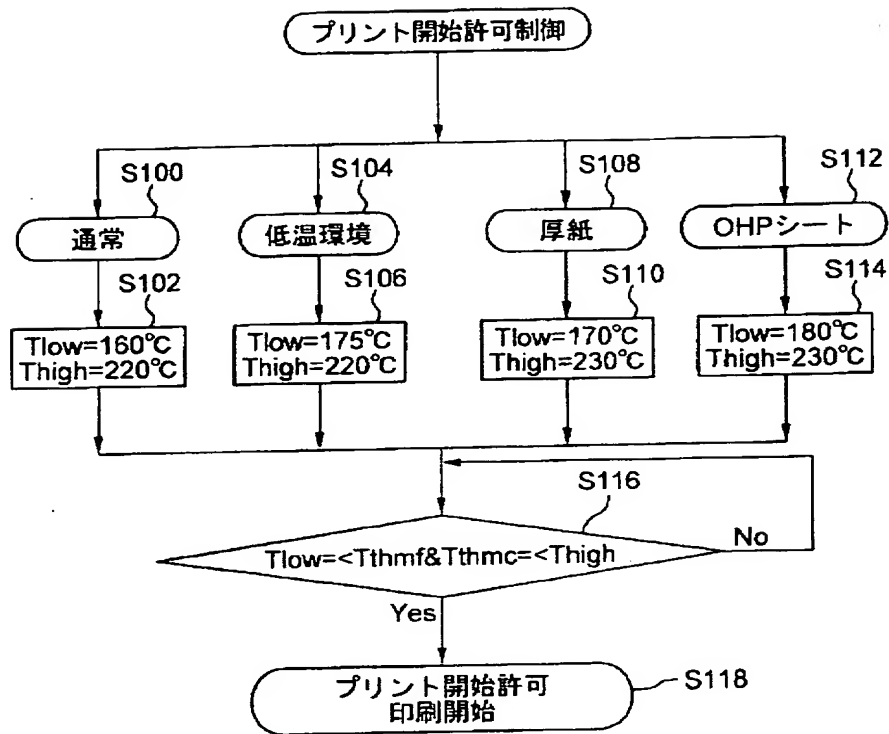 プリント開始許可制御
S100
S104
S108
S112
通常
低温環境
厚紙
OHPシート
S102
S106
S110
S114
Tlow=160℃
Thigh=220℃
Tlow=175℃
Thigh=220℃
Tlow=170℃
Thigh=230℃
Tlow=180℃
Thigh=230℃
S116
Tlow=<Tthmf&Tthmc=<Thigh
No
Yes
プリント開始許可
印刷開始
S118